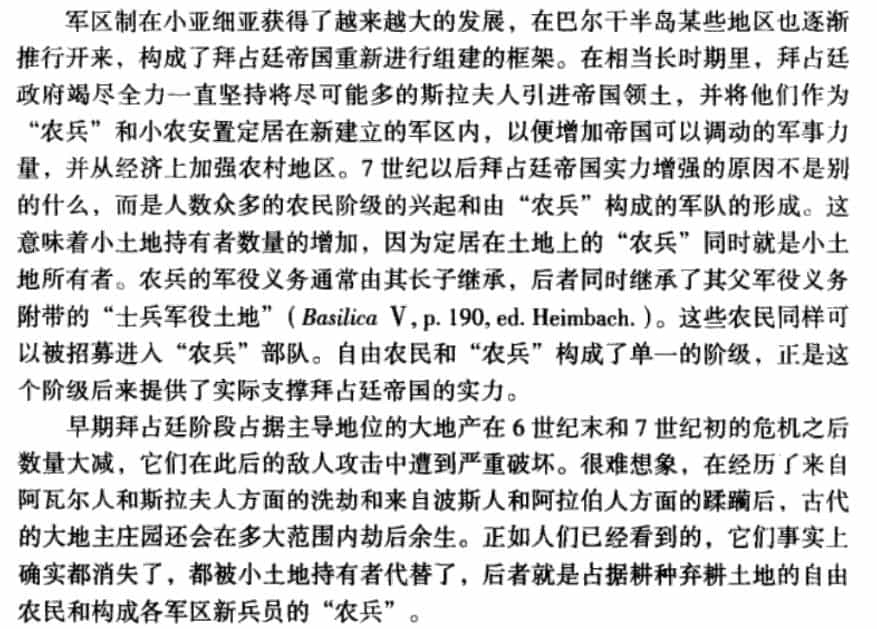 军区制在小亚细亚获得了越来越大的发展，在巴尔干半岛某些地区也逐渐
推行开来，构成了拜占廷帝国重新进行组建的框架。在相当长时期里，拜占廷
政府竭尽全力一直坚持将尽可能多的斯拉夫人引进帝国领土，并将他们作为
“农兵”和小农安置定居在新建立的军区内，以便增加帝国可以调动的军事力
量，并从经济上加强农村地区。7 世纪以后拜占廷帝国实力增强的原因不是别
的什么，而是人数众多的农民阶级的兴起和由“农兵”构成的军队的形成。这
意味着小土地持有者数量的增加，因为定居在土地上的“农兵”同时就是小土
地所有者。农兵的军役义务通常由其长子继承，后者同时继承了其父军役义务
附带的“士兵军役土地”（Basilica Ⅴ, p. 190, ed. Heimbach.）。这些农民同样可
以被招募进入“农兵”部队。自由农民和“农兵”构成了单一的阶级，正是这
个阶级后来提供了实际支撑拜占廷帝国的实力。
早期拜占廷阶段占据主导地位的大地产在 6 世纪末和 7 世纪初的危机之后
数量大减，它们在此后的敌人攻击中遭到严重破坏。很难想象，在经历了来自
阿瓦尔人和斯拉夫人方面的洗劫和来自波斯人和阿拉伯人方面的蹂躏后，古代
的大地主庄园还会在多大范围内劫后余生。正如人们已经看到的，它们事实上
确实都消失了，都被小土地持有者代替了，后者就是占据耕种弃耕土地的自由
农民和构成各军区新兵员的“农兵”。